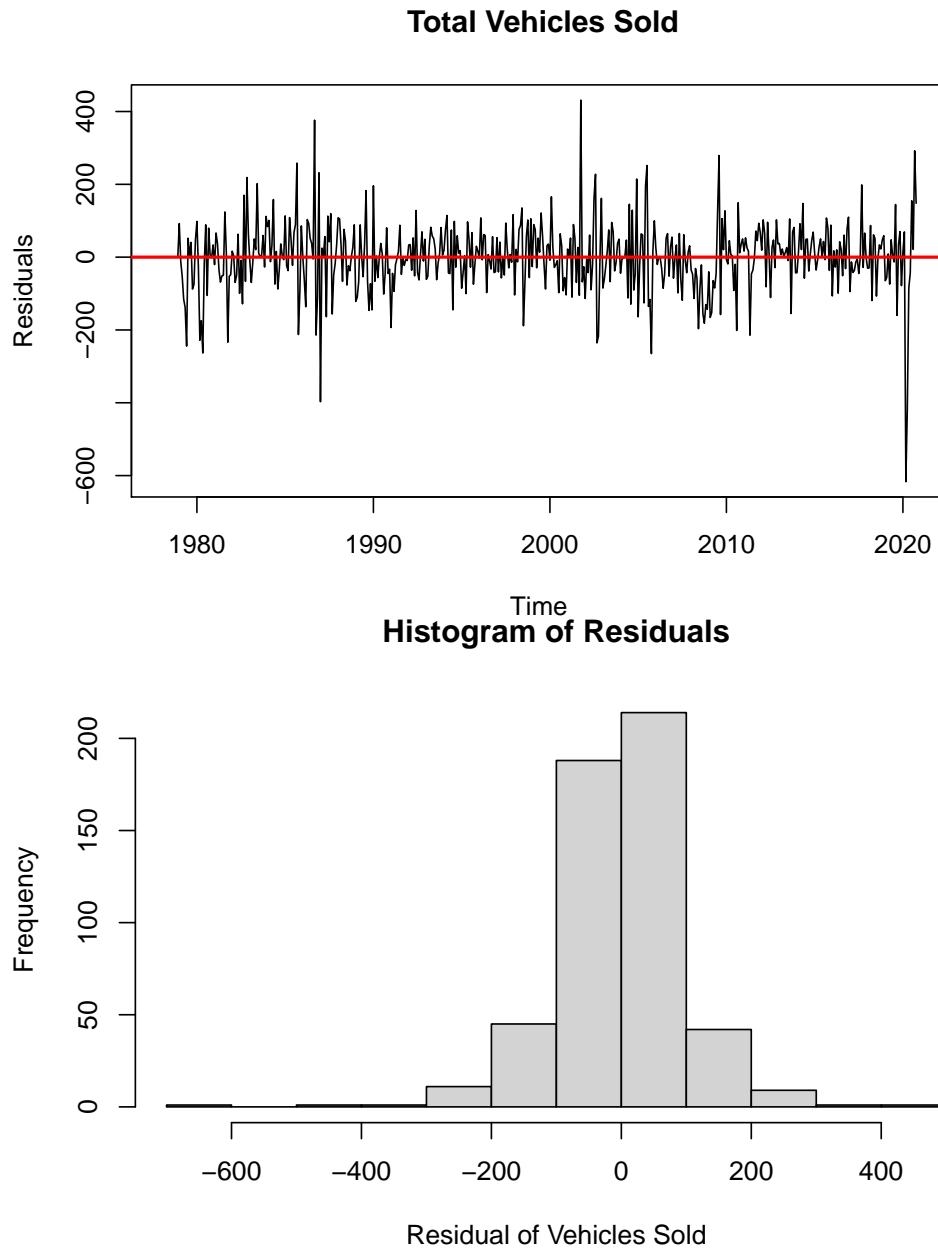 Total Vehicles Sold
400
200
0
−200
−600
Residuals
1980 1990 2000 2010 2020
Time
Histogram of Residuals
200
150
100
50
0
Frequency
−600 −400 −200 0 200 400
Residual of Vehicles Sold